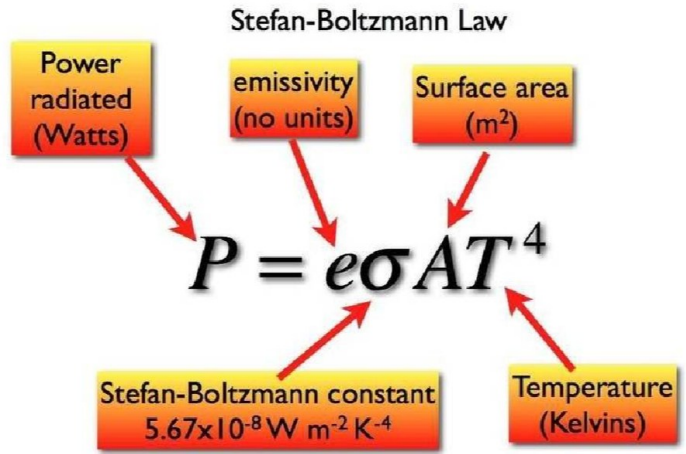 Stefan-Boltzmann Law
Power
radiated
(Watts)
emissivity
(no units)
Surface area
(m²)
P = eσAT⁴
Stefan-Boltzmann constant
5.67x10⁻⁸ W m⁻² K⁻⁴
Temperature
(Kelvins)